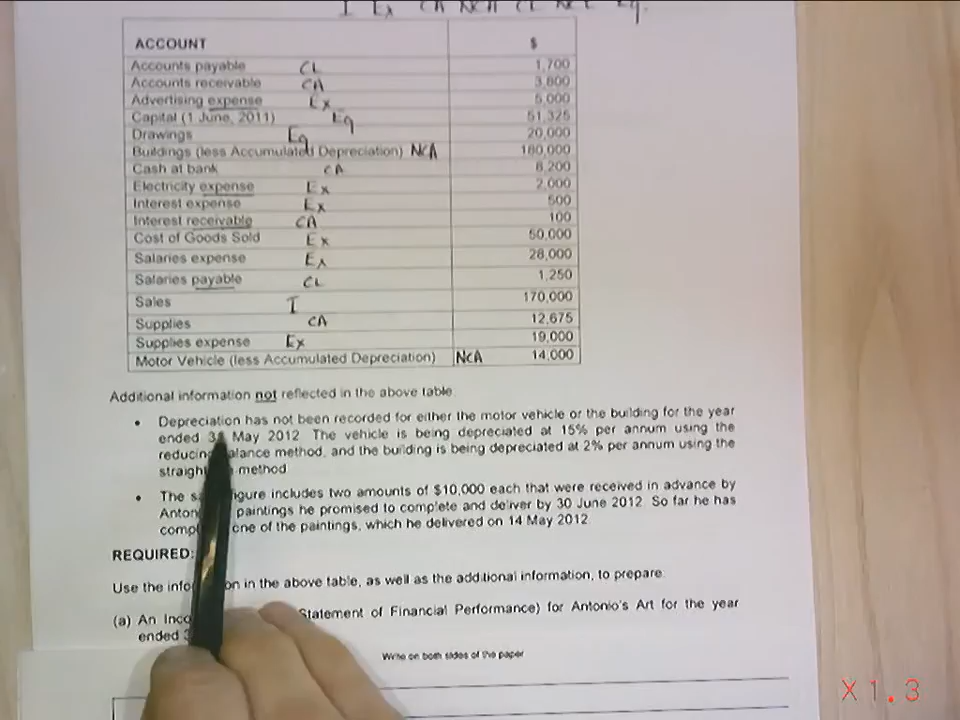 I Ex CA NCA CL NCL Eq.
ACCOUNT $
Accounts payable CL 1,700
Accounts receivable CA 3,800
Advertising expense Ex 5,000
Capital (1 June, 2011) Eq 51,325
Drawings Eq 20,000
Buildings (less Accumulated Depreciation) NCA 180,000
Cash at bank CA 6,200
Electricity expense Ex 2,000
Interest expense Ex 500
Interest receivable CA 100
Cost of Goods Sold Ex 50,000
Salaries expense Ex 28,000
Salaries payable CL 1,250
Sales I 170,000
Supplies CA 12,675
Supplies expense Ex 19,000
Motor Vehicle (less Accumulated Depreciation) NCA 14,000
Additional information not reflected in the above table
• Depreciation has not been recorded for either the motor vehicle or the building for the year
ended May 2012 The vehicle is being depreciated at 15% per annum using the
reducing balance method, and the building is being depreciated at 2% per annum using the
straight method
• The figure includes two amounts of $10,000 each that were received in advance by
paintings he promised to complete and deliver by 30 June 2012 So far he has
one of the paintings, which he delivered on 14 May 2012
REQUIRED:
Use the in the above table, as well as the additional information, to prepare
(a) An Statement of Financial Performance) for Antonio's Art for the year
ended
Write on both sides of the paper
X1.3